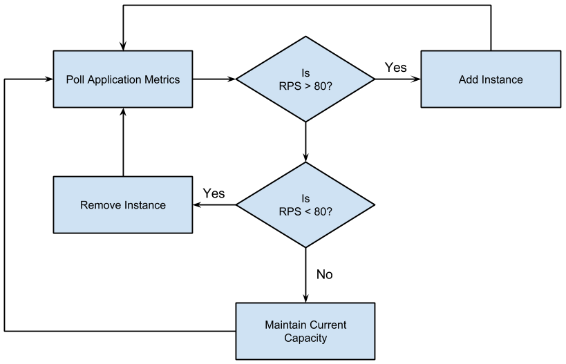 Poll Application Metrics
Is
RPS > 80?
Yes
Add Instance
Remove Instance
Yes
Is
RPS < 80?
No
Maintain Current
Capacity